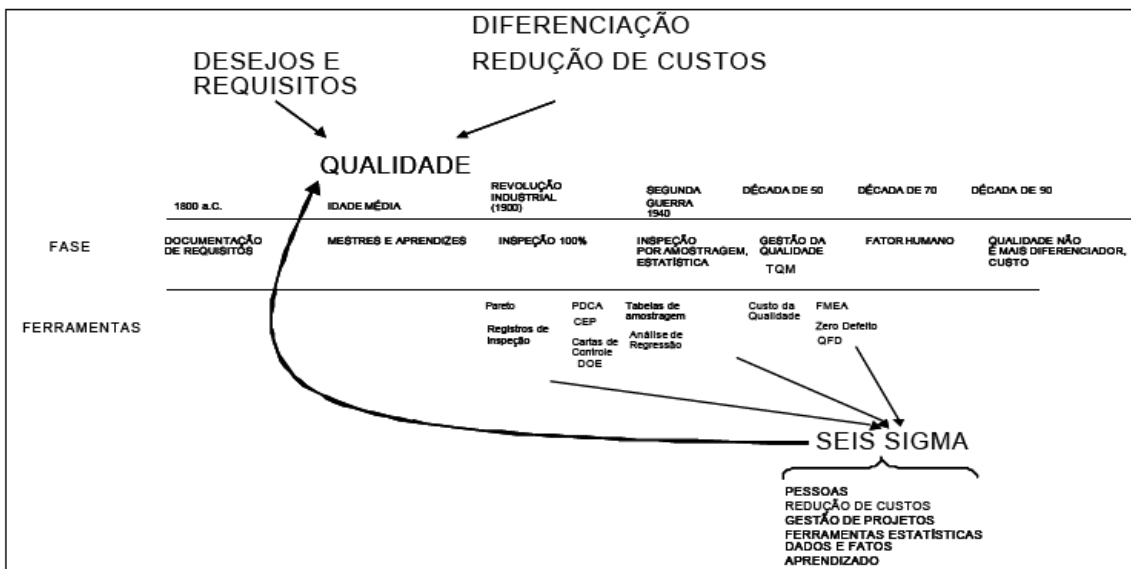 DIFERENCIAÇÃO
DESEJOS E
REQUISITOS
REDUÇÃO DE CUSTOS
QUALIDADE
1800 a.C.
IDADE MÉDIA
REVOLUÇÃO
INDUSTRIAL
(1900)
SEGUNDA
GUERRA
1940
DÉCADA DE 50
DÉCADA DE 70
DÉCADA DE 90
FASE
DOCUMENTAÇÃO
DE REQUISITOS
MESTRES E APRENDIZES
INSPEÇÃO 100%
INSPEÇÃO
POR AMOSTRAGEM,
ESTATÍSTICA
GESTÃO DA
QUALIDADE
TQM
FATOR HUMANO
QUALIDADE NÃO
É MAIS DIFERENCIADOR,
CUSTO
FERRAMENTAS
Pareto
Registros de
Inspeção
PDCA
CEP
Cartas de
Controle
DOE
Tabelas de
amostragem
Análise de
Regressão
Custo da
Qualidade
FMEA
Zero Defeito
QFD
SEIS SIGMA
PESSOAS
REDUÇÃO DE CUSTOS
GESTÃO DE PROJETOS
FERRAMENTAS ESTATÍSTICAS
DADOS E FATOS
APRENDIZADO